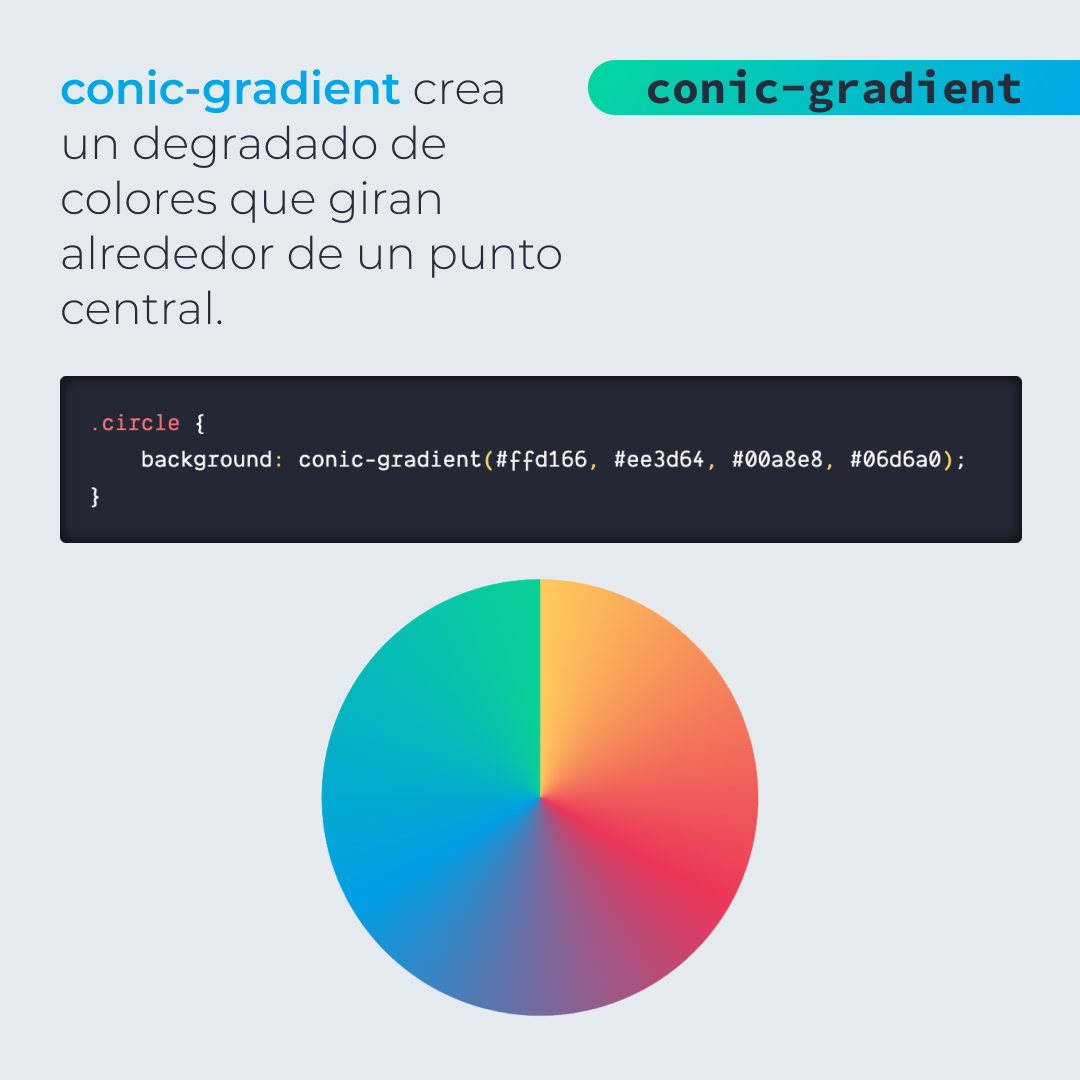 conic-gradient crea
un degradado de
colores que giran
alrededor de un punto
central.
conic-gradient
.circle {
    background: conic-gradient(#ffd166, #ee3d64, #00a8e8, #06d6a0);
}